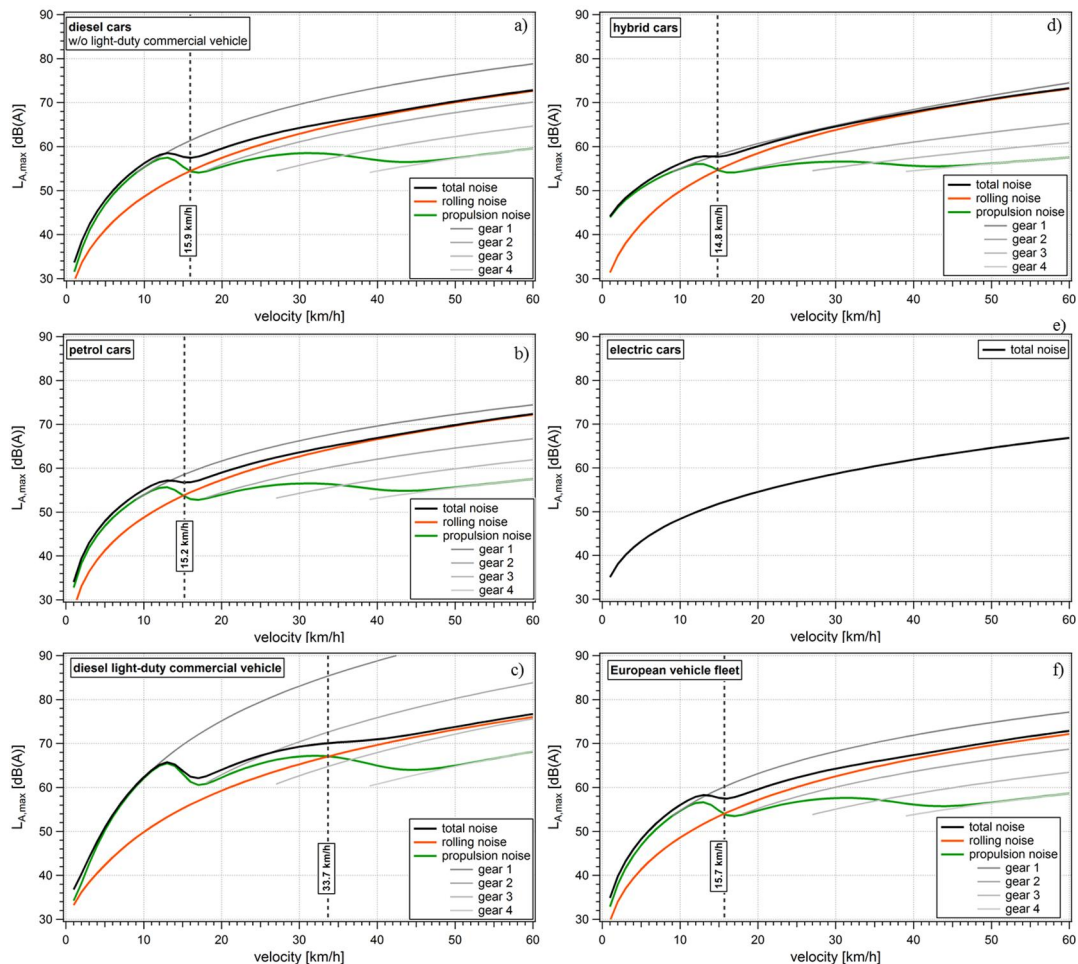 diesel cars
w/o light-duty commercial vehicle
a)
L_A,max [dB(A)]
90
80
70
60
50
40
30
15.9 km/h
total noise
rolling noise
propulsion noise
gear 1
gear 2
gear 3
gear 4
0 10 20 30 40 50 60
velocity [km/h]
hybrid cars
d)
L_A,max [dB(A)]
90
80
70
60
50
40
30
14.8 km/h
total noise
rolling noise
propulsion noise
gear 1
gear 2
gear 3
gear 4
0 10 20 30 40 50 60
velocity [km/h]
petrol cars
b)
L_A,max [dB(A)]
90
80
70
60
50
40
30
15.2 km/h
total noise
rolling noise
propulsion noise
gear 1
gear 2
gear 3
gear 4
0 10 20 30 40 50 60
velocity [km/h]
e)
electric cars
total noise
L_A,max [dB(A)]
90
80
70
60
50
40
30
0 10 20 30 40 50 60
velocity [km/h]
diesel light-duty commercial vehicle
c)
L_A,max [dB(A)]
90
80
70
60
50
40
30
33.7 km/h
total noise
rolling noise
propulsion noise
gear 1
gear 2
gear 3
gear 4
0 10 20 30 40 50 60
velocity [km/h]
European vehicle fleet
f)
L_A,max [dB(A)]
90
80
70
60
50
40
30
15.7 km/h
total noise
rolling noise
propulsion noise
gear 1
gear 2
gear 3
gear 4
0 10 20 30 40 50 60
velocity [km/h]